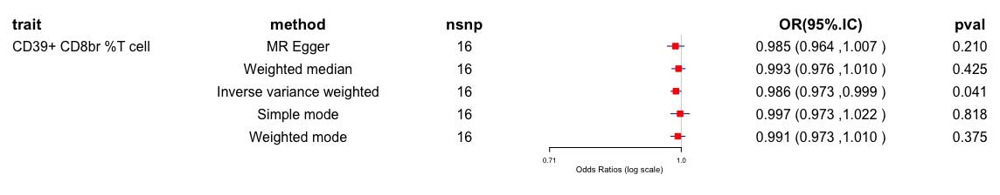 trait method nsnp OR(95%.IC) pval
CD39+ CD8br %T cell MR Egger 16 0.985 (0.964 ,1.007 ) 0.210
Weighted median 16 0.993 (0.976 ,1.010 ) 0.425
Inverse variance weighted 16 0.986 (0.973 ,0.999 ) 0.041
Simple mode 16 0.997 (0.973 ,1.022 ) 0.818
Weighted mode 16 0.991 (0.973 ,1.010 ) 0.375
0.71 1.0
Odds Ratios (log scale)